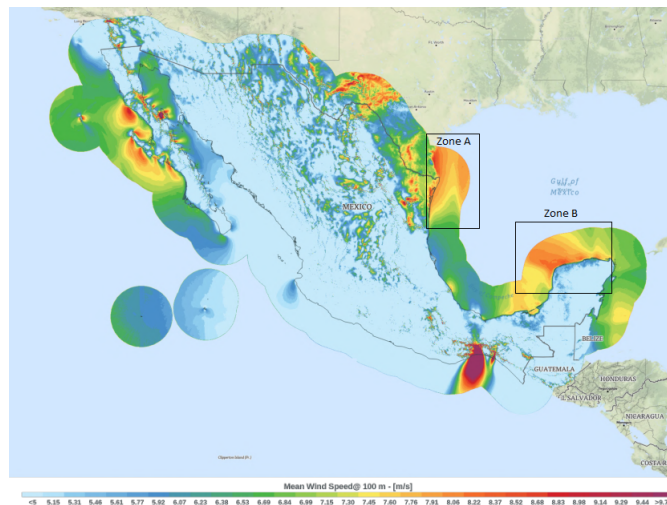 Zone A
Gulf of
MEXICO
Zone B
MEXICO
BELIZE
GUATEMALA
HONDURAS
EL SALVADOR
NICARAGUA
COSTA R
Mean Wind Speed@ 100 m - [m/s]
<5 5.15 5.31 5.46 5.61 5.77 5.92 6.07 6.23 6.38 6.53 6.69 6.84 6.99 7.15 7.30 7.45 7.60 7.76 7.91 8.06 8.22 8.37 8.52 8.68 8.83 8.98 9.14 9.29 9.44